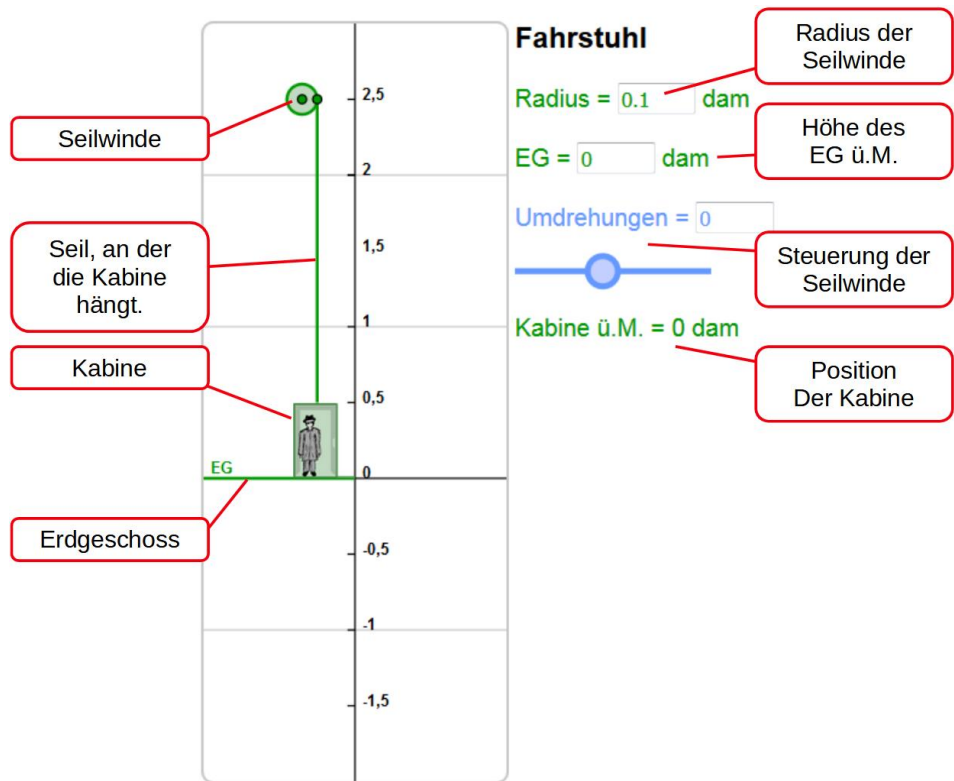 Fahrstuhl
Radius der
Seilwinde
Radius = 0.1 dam
Höhe des
EG ü.M.
EG = 0 dam
Umdrehungen = 0
Steuerung der
Seilwinde
Kabine ü.M. = 0 dam
Position
Der Kabine
Seilwinde
Seil, an der
die Kabine
hängt.
Kabine
EG
Erdgeschoss
2,5
2
1,5
1
0,5
0
-0,5
-1
-1,5